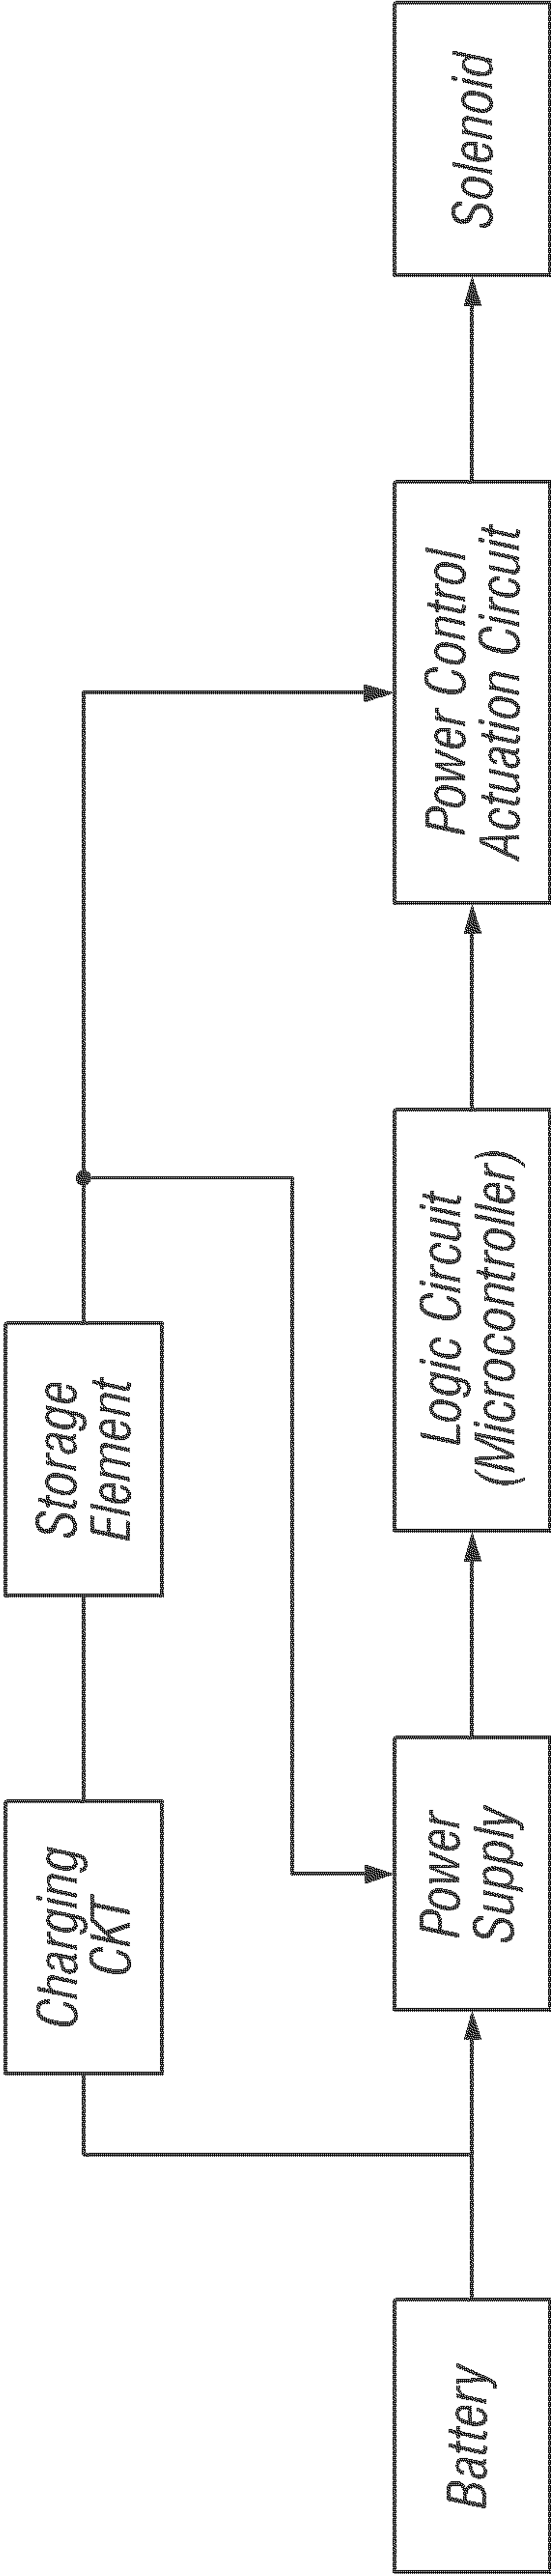 Charging
CKT
Storage
Element
Battery
Power
Supply
Logic Circuit
(Microcontroller)
Power Control
Actuation Circuit
Solenoid